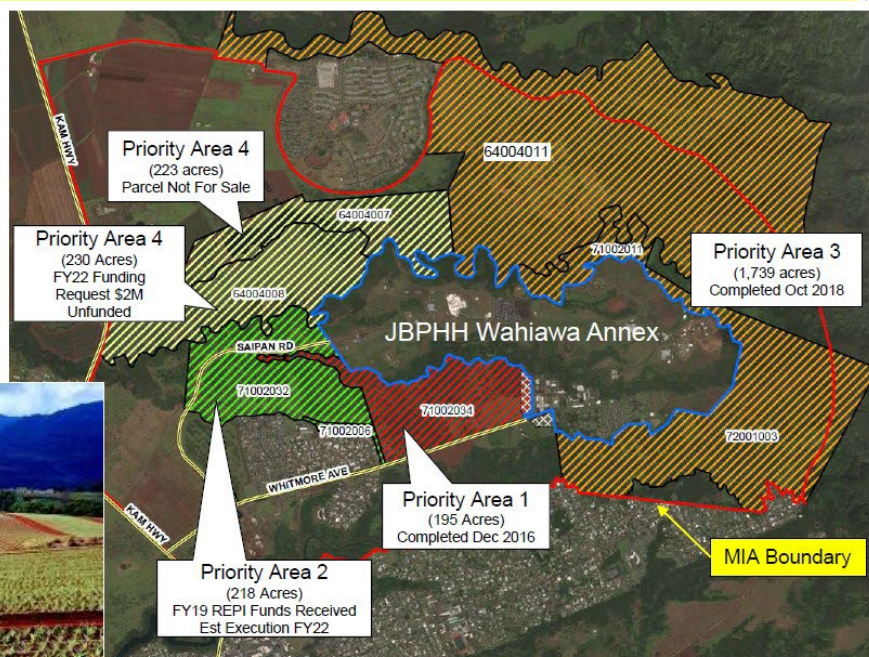 KAM HWY
64004011
Priority Area 4
(223 acres)
Parcel Not For Sale
64004007
Priority Area 4
(230 Acres)
FY22 Funding
Request $2M
Unfunded
71002011
Priority Area 3
(1,739 acres)
Completed Oct 2018
64004008
JBPHH Wahiawa Annex
SAIPAN RD
71002032
71002034
71002006
72001003
WHITMORE AVE
Priority Area 1
(195 Acres)
Completed Dec 2016
KAM HWY
MIA Boundary
Priority Area 2
(218 Acres)
FY19 REPI Funds Received
Est Execution FY22